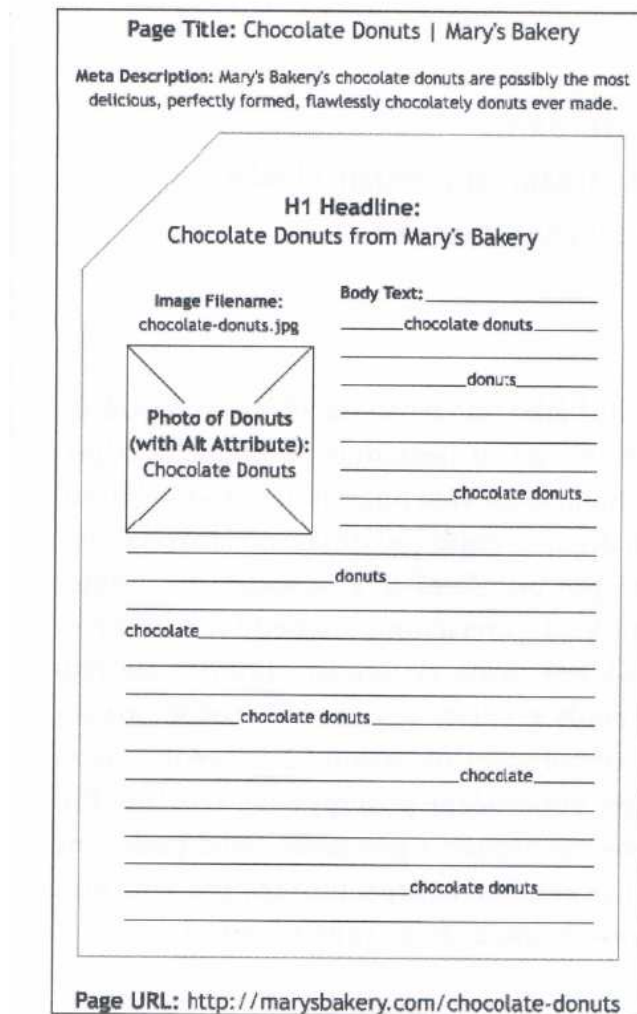 Page Title: Chocolate Donuts | Mary's Bakery
Meta Description: Mary's Bakery's chocolate donuts are possibly the most
delicious, perfectly formed, flawlessly chocolately donuts ever made.
H1 Headline:
Chocolate Donuts from Mary's Bakery
Image Filename:
chocolate-donuts.jpg
Photo of Donuts
(with Alt Attribute):
Chocolate Donuts
Body Text:
chocolate donuts
donuts
chocolate donuts
donuts
chocolate
chocolate donuts
chocolate
chocolate donuts
Page URL: http://marysbakery.com/chocolate-donuts